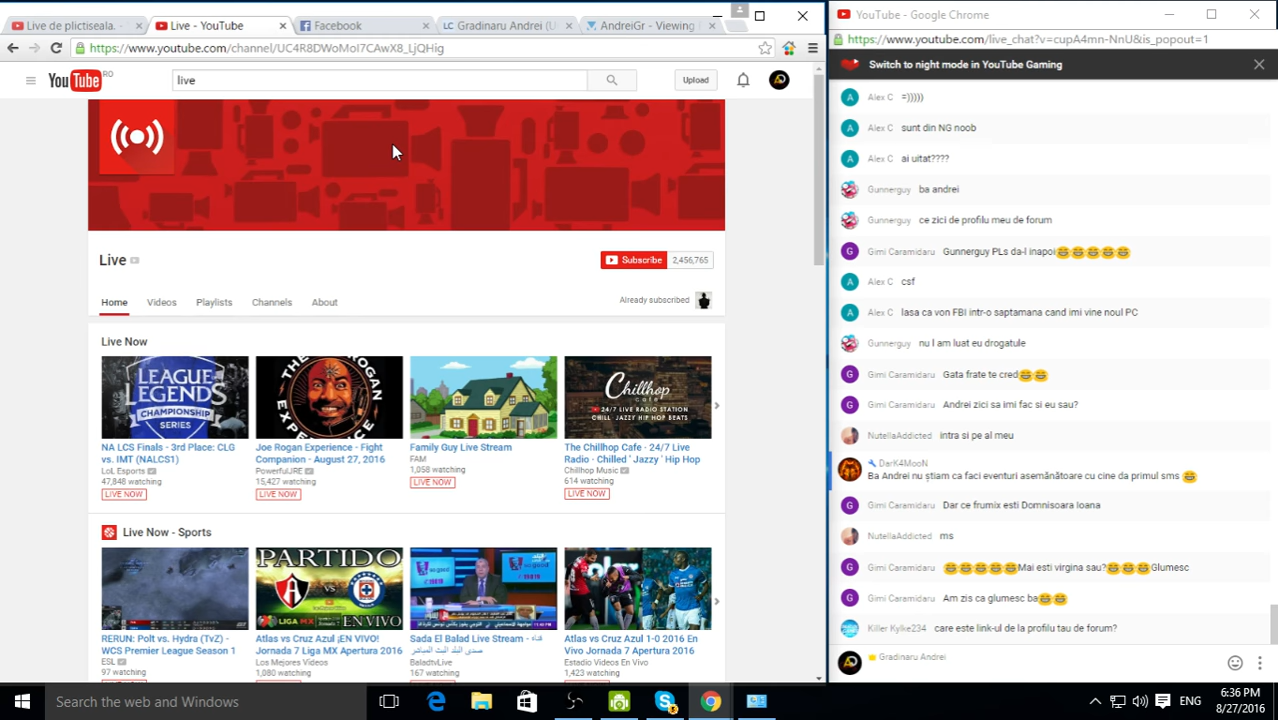 Live de plictiseala. -
Live - YouTube
Facebook
LC Gradinaru Andrei (U
AndreiGr - Viewing
https://www.youtube.com/channel/UC4R8DWoMoI7CAwX8_LjQHig
YouTube RO
live
Upload
Live
Subscribe 2,456,765
Home Videos Playlists Channels About
Already subscribed
Live Now
LEAGUE
LEGENDS
CHAMPIONSHIP
SERIES
THE ROGAN
EXPERIENCE
Chillhop
cafe
24/7 LIVE RADIO STATION
CHILL JAZZY HIP HOP BEATS
NA LCS Finals - 3rd Place: CLG
vs. IMT (NALCS1)
LoL Esports
47,848 watching
LIVE NOW
Joe Rogan Experience - Fight
Companion - August 27, 2016
PowerfulJRE
15,427 watching
LIVE NOW
Family Guy Live Stream
FAM
1,058 watching
LIVE NOW
The Chillhop Cafe - 24/7 Live
Radio - Chilled ' Jazzy ' Hip Hop
Chillhop Music
614 watching
LIVE NOW
Live Now - Sports
PARTIDO
LIGA MX
EN VIVO
RERUN: Polt vs. Hydra (TvZ) -
WCS Premier League Season 1
ESL
97 watching
Atlas vs Cruz Azul ¡EN VIVO!
Jornada 7 Liga MX Apertura 2016
Los Mejores Videos
1,080 watching
Sada El Balad Live Stream - قناة
صدى البلد البث المباشر
BaladtvLive
167 watching
Atlas vs Cruz Azul 1-0 2016 En
Vivo Jornada 7 Apertura 2016
Estadio Videos En Vivo
1,423 watching
YouTube - Google Chrome
https://www.youtube.com/live_chat?v=cupA4mn-NnU&is_popout=1
Switch to night mode in YouTube Gaming
A Alex C =)))))
A Alex C sunt din NG noob
A Alex C ai uitat????
Gunnerguy ba andrei
Gunnerguy ce zici de profilu meu de forum
G Gimi Caramidaru Gunnerguy PLs da-l inapoi😂😂😂😂😂
A Alex C csf
A Alex C lasa ca von FBI intr-o saptamana cand imi vine noul PC
Gunnerguy nu l am luat eu drogatule
G Gimi Caramidaru Gata frate te cred😂😂
G Gimi Caramidaru Andrei zici sa imi fac si eu sau?
NutellaAddicted intra si pe al meu
DarK4MooN
Ba Andrei nu știam ca faci eventuri asemănătoare cu cine da primul sms 😂
G Gimi Caramidaru Dar ce frumix esti Domnisoara Ioana
NutellaAddicted ms
G Gimi Caramidaru 😂😂😂😂😂Mai esti virgina sau?😂😂😂Glumesc
G Gimi Caramidaru Am zis ca glumesc ba😂😂
Killer Kylke234 care este link-ul de la profilu tau de forum?
Gradinaru Andrei
Search the web and Windows
ENG
6:36 PM
8/27/2016